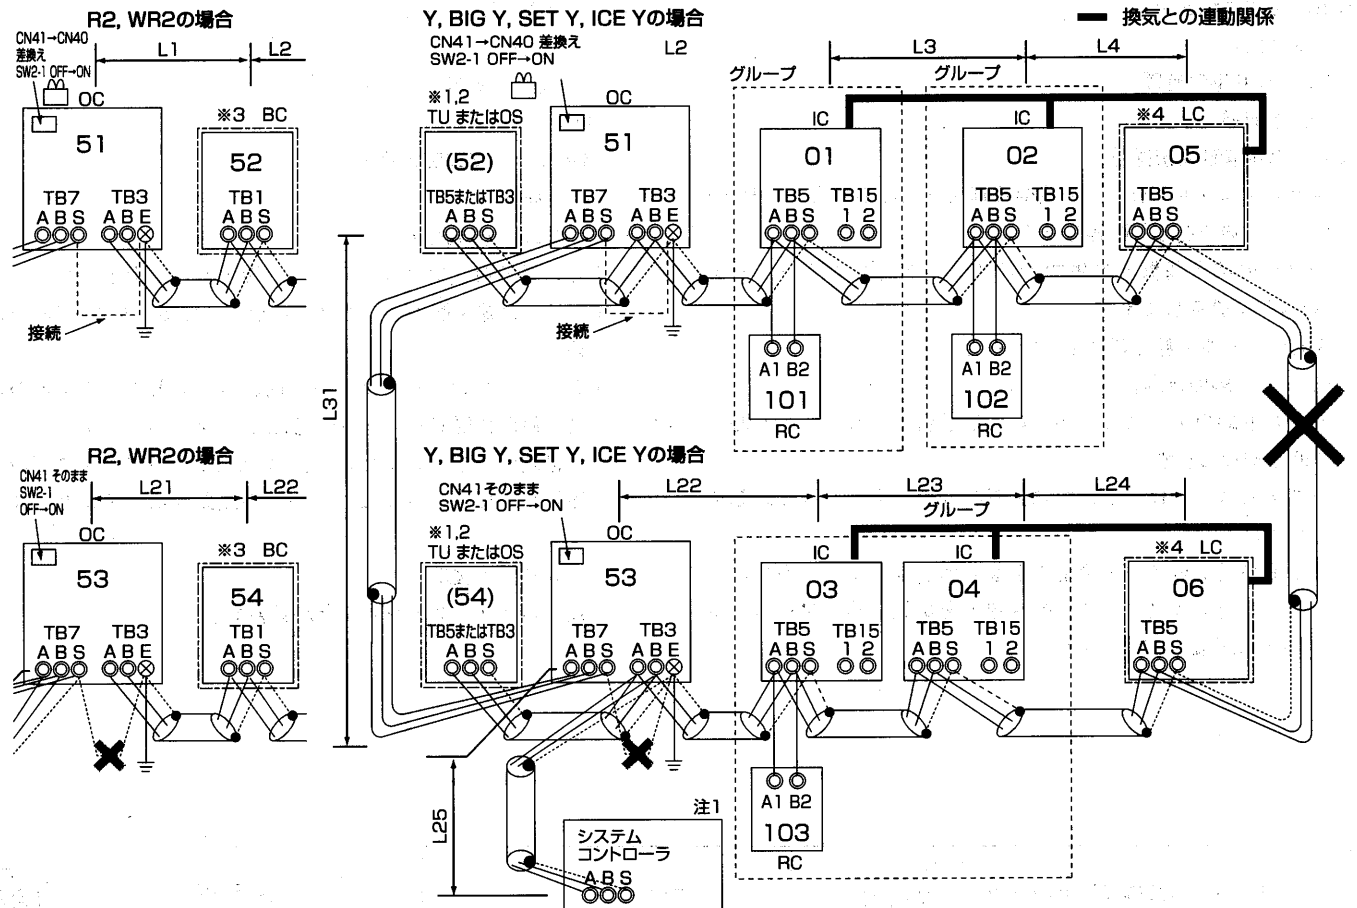 R2, WR2の場合
CN41→CN40
差換え
SW2-1 OFF→ON
L1
L2
OC
51
TB7
TB3
A B S
A B E
※3 BC
52
TB1
A B S
接続
Y, BIG Y, SET Y, ICE Yの場合
CN41→CN40 差換え
SW2-1 OFF→ON
L2
※1,2
TU またはOS
(52)
TB5またはTB3
A B S
OC
51
TB7
TB3
A B S
A B E
接続
換気との連動関係
L3
L4
グループ
グループ
IC
01
TB5
TB15
A B S
1 2
A1 B2
101
RC
IC
02
TB5
TB15
A B S
1 2
A1 B2
102
RC
※4 LC
05
TB5
A B S
L31
R2, WR2の場合
CN41 そのまま
SW2-1
OFF→ON
L21
L22
OC
53
TB7
TB3
A B S
A B E
※3 BC
54
TB1
A B S
Y, BIG Y, SET Y, ICE Yの場合
CN41そのまま
SW2-1 OFF→ON
L22
L23
L24
※1,2
TU またはOS
(54)
TB5またはTB3
A B S
OC
53
TB7
TB3
A B S
A B E
グループ
IC
03
TB5
TB15
A B S
1 2
A1 B2
103
RC
IC
04
TB5
TB15
A B S
1 2
※4 LC
06
TB5
A B S
L25
注1
システム
コントローラ
A B S